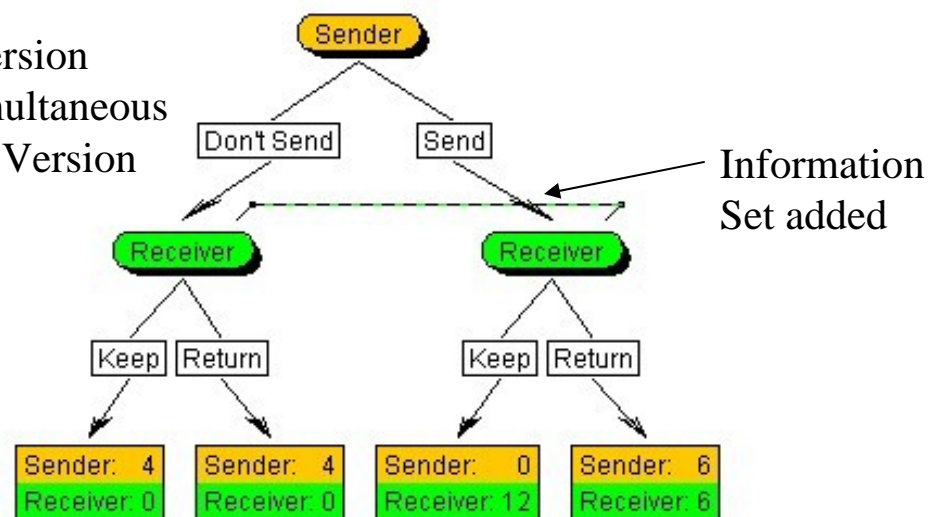 Sender
ersion
nultaneous
Version
Don't Send
Send
Information
Set added
Receiver
Receiver
Keep
Return
Keep
Return
Sender: 4
Receiver: 0
Sender: 4
Receiver: 0
Sender: 0
Receiver: 12
Sender: 6
Receiver: 6